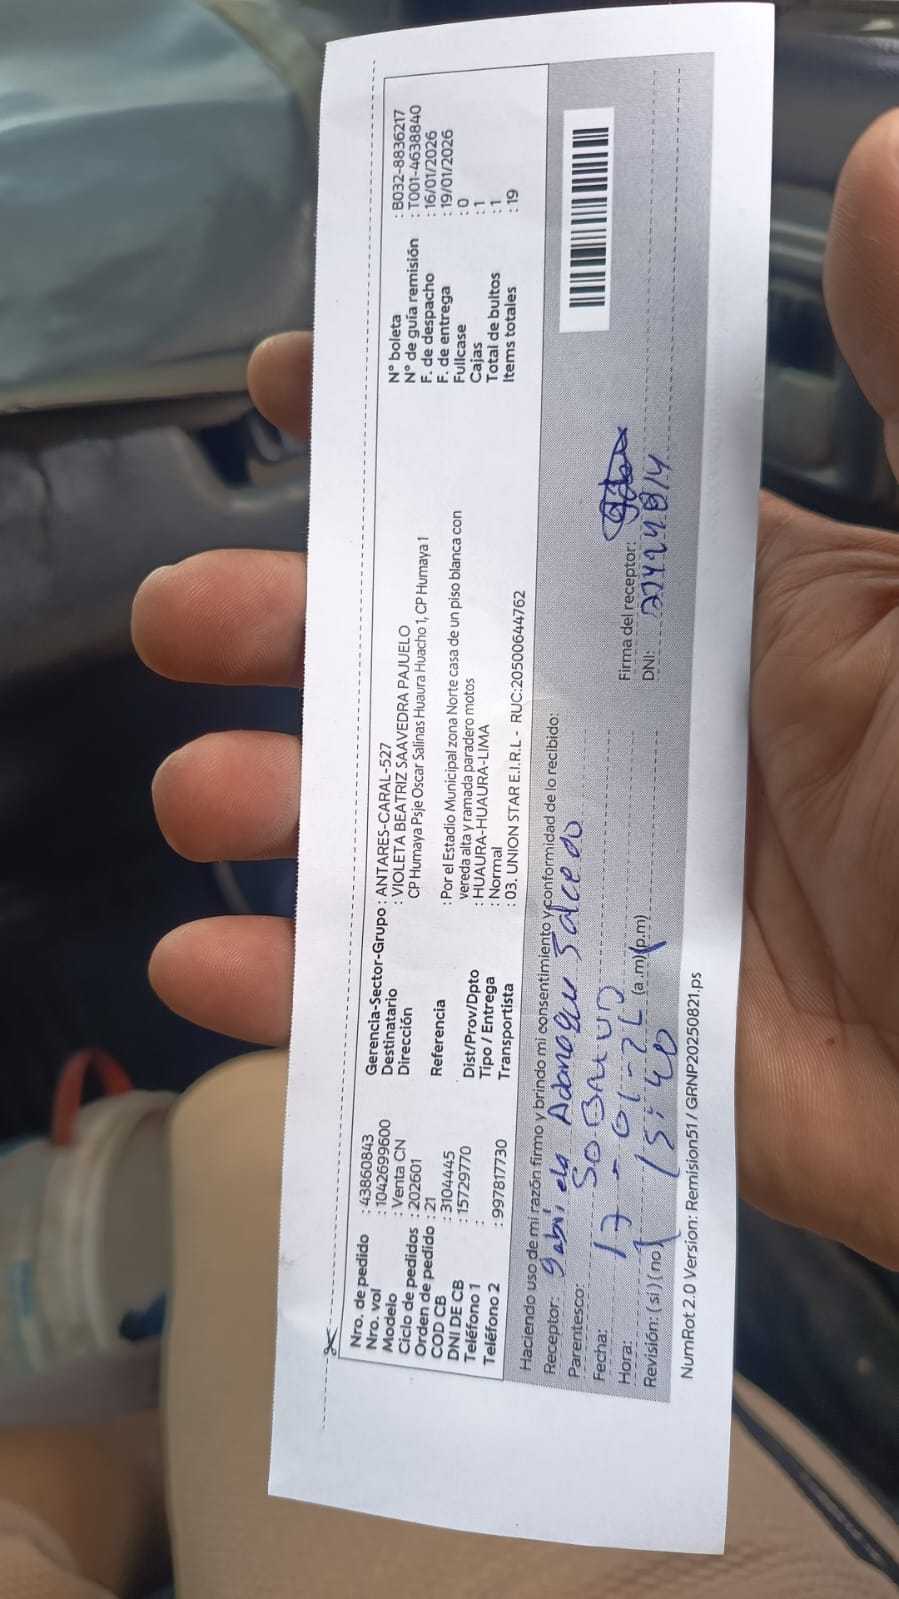 Nro. de pedido : 43860843
Nro. vol : 1042699600
Modelo : Venta CN
Ciclo de pedidos : 202601
Orden de pedido : 21
COD CB : 3104445
DNI DE CB : 15729770
Teléfono 1 :
Teléfono 2 : 997817730
Gerencia-Sector-Grupo : ANTARES-CARAL-527
Destinatario : VIOLETA BEATRIZ SAAVEDRA PAJUELO
Dirección CP Humaya Psje Oscar Salinas Huaura Huacho 1, CP Humaya 1
Referencia : Por el Estadio Municipal zona Norte casa de un piso blanca con
vereda alta y ramada paradero motos
Dist/Prov/Dpto : HUAURA-HUAURA-LIMA
Tipo / Entrega : Normal
Transportista : 03. UNION STAR E.I.R.L - RUC:20500644762
N° boleta : B032-8836217
N° de guía remisión : T001-4638840
F. de despacho : 16/01/2026
F. de entrega : 19/01/2026
Fullcase : 0
Cajas : 1
Total de bultos : 1
Items totales : 19
Haciendo uso de mi razón firmo y brindo mi consentimiento y conformidad de lo recibido:
Receptor: Gabriela Salcedo
Parentesco:
Fecha: 17-01-26
Hora: 15:40 (a.m) (p.m)
Revisión: (si) (no)
Firma del receptor:
DNI:
NumRot 2.0 Version: Remision51 / GRNP20250821.ps